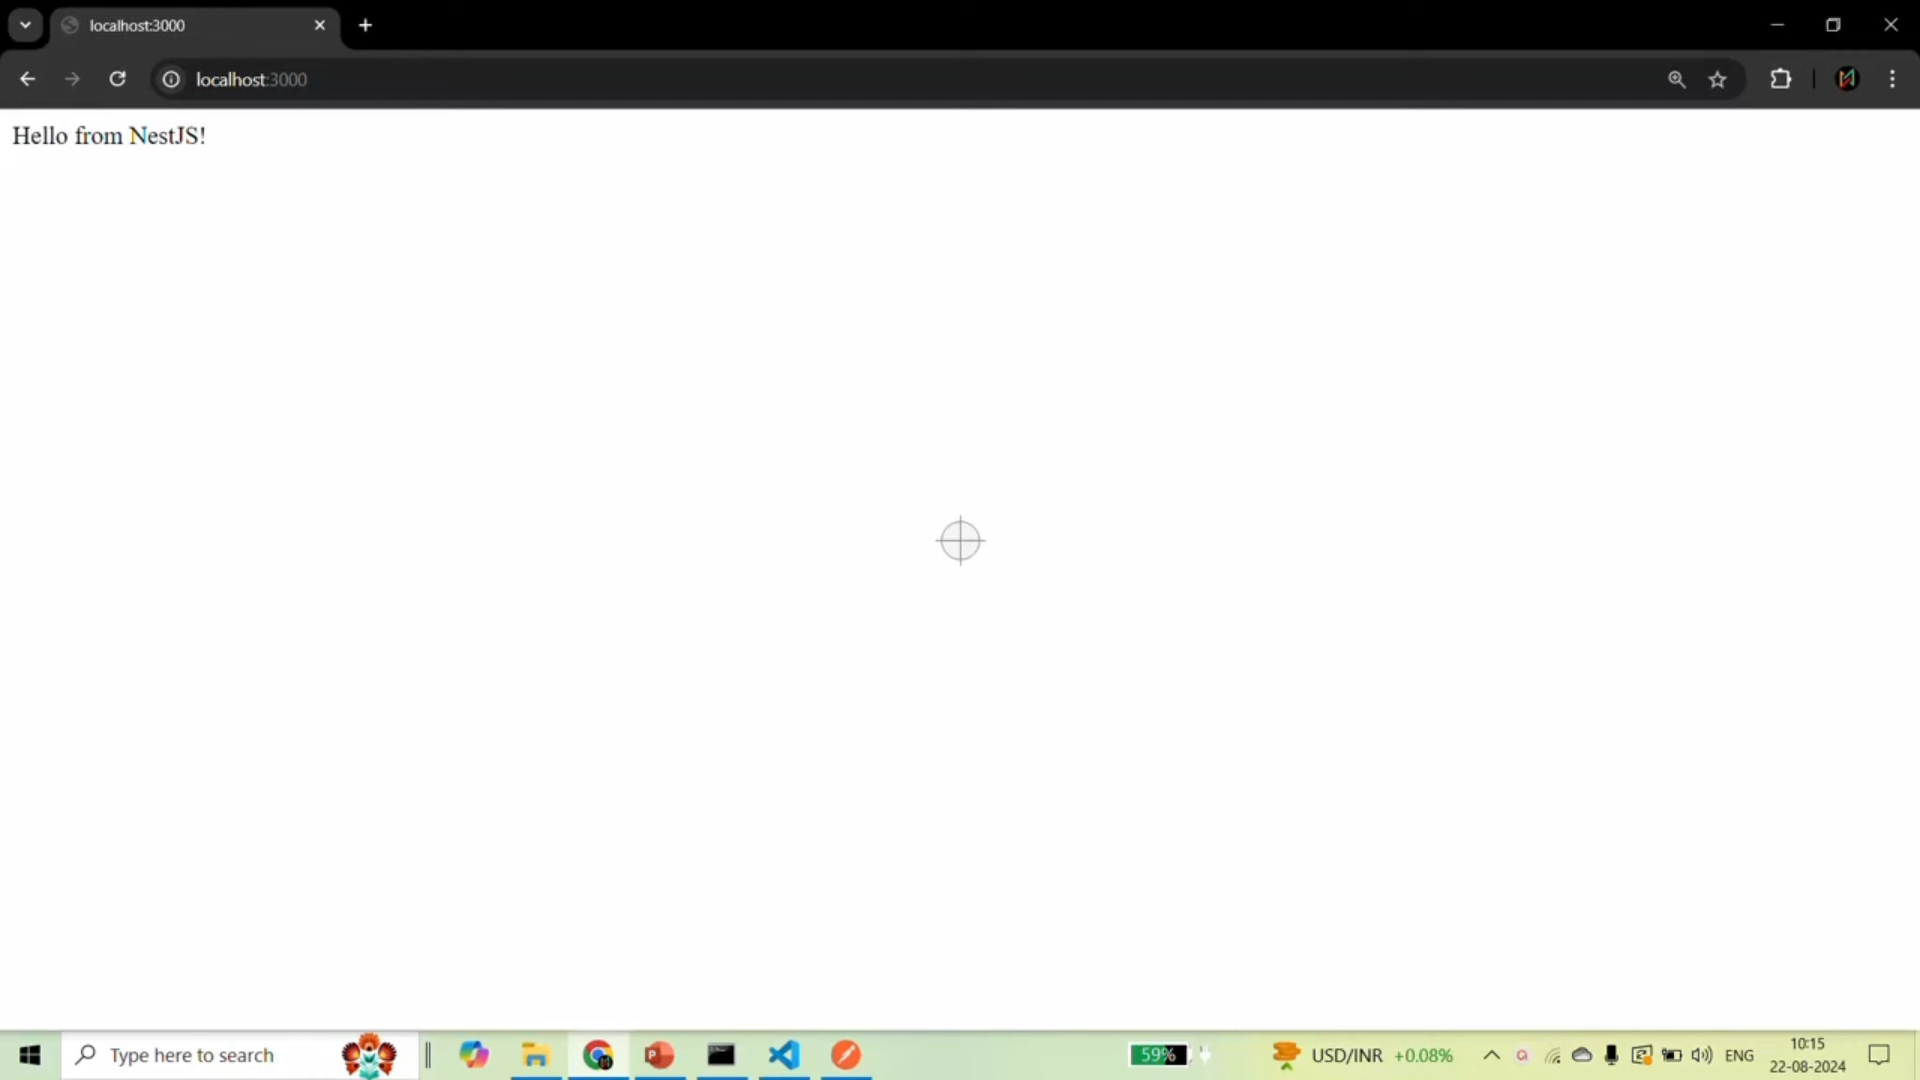 localhost:3000
localhost:3000
Hello from NestJS!
Type here to search
59%
USD/INR +0.08%
ENG
10:15
22-08-2024